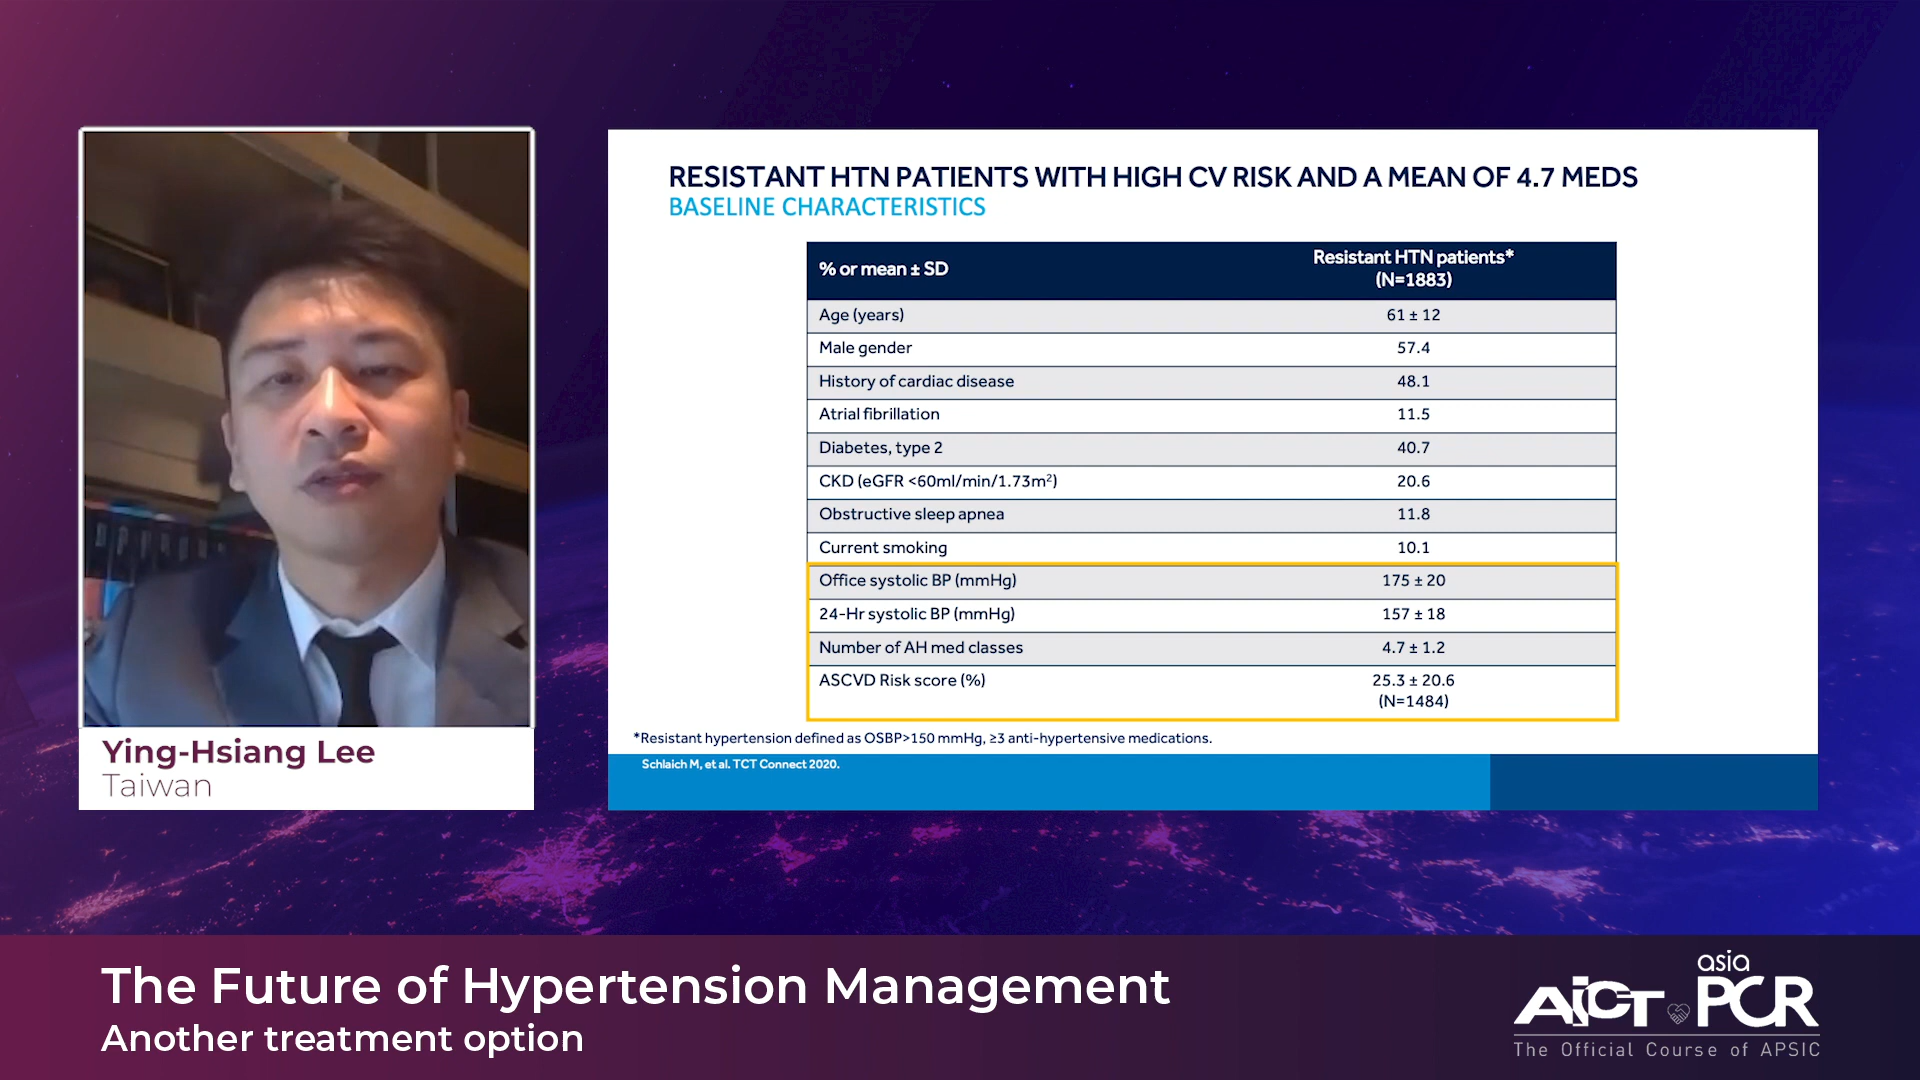 RESISTANT HTN PATIENTS WITH HIGH CV RISK AND A MEAN OF 4.7 MEDS
BASELINE CHARACTERISTICS
% or mean ± SD
Resistant HTN patients*
(N=1883)
Age (years) 61 ± 12
Male gender 57.4
History of cardiac disease 48.1
Atrial fibrillation 11.5
Diabetes, type 2 40.7
CKD (eGFR <60ml/min/1.73m²) 20.6
Obstructive sleep apnea 11.8
Current smoking 10.1
Office systolic BP (mmHg) 175 ± 20
24-Hr systolic BP (mmHg) 157 ± 18
Number of AH med classes 4.7 ± 1.2
ASCVD Risk score (%) 25.3 ± 20.6
(N=1484)
*Resistant hypertension defined as OSBP>150 mmHg, ≥3 anti-hypertensive medications.
Schlaich M, et al. TCT Connect 2020.
Ying-Hsiang Lee
Taiwan
The Future of Hypertension Management
Another treatment option
asia
AICT PCR
The Official Course of APSIC